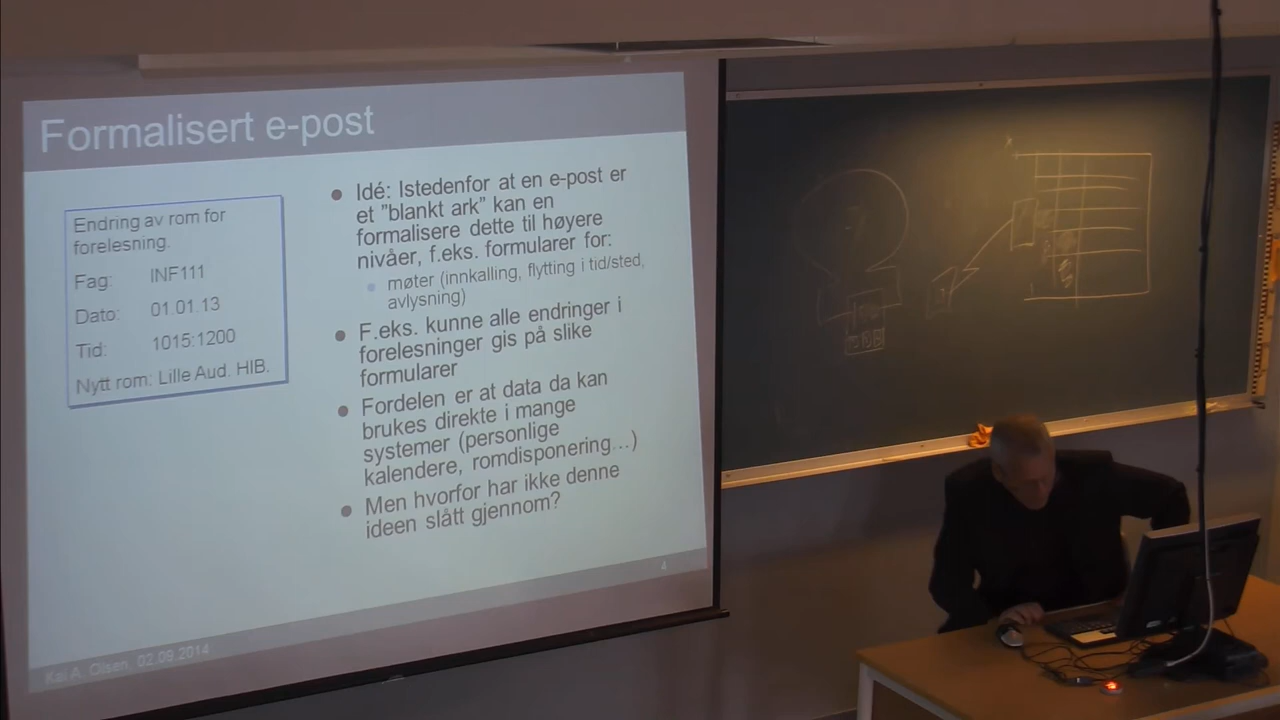 Formalisert e-post
Endring av rom for
forelesning.
Fag: INF111
Dato: 01.01.13
Tid: 1015:1200
Nytt rom: Lille Aud. HIB.
Idé: Istedenfor at en e-post er
et "blankt ark" kan en
formalisere dette til høyere
nivåer, f.eks. formularer for:
møter (innkalling, flytting i tid/sted,
avlysning)
F.eks. kunne alle endringer i
forelesninger gis på slike
formularer
Fordelen er at data da kan
brukes direkte i mange
systemer (personlige
kalendere, romdisponering…)
Men hvorfor har ikke denne
ideen slått gjennom?
4
Kai A. Olsen, 02.09.2014